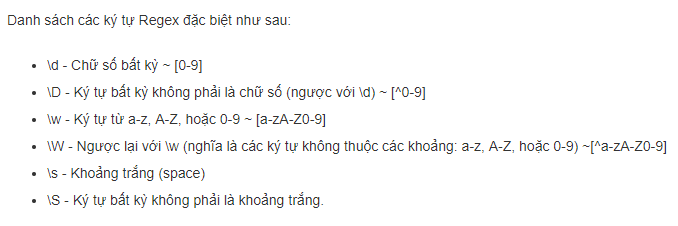 Danh sách các ký tự Regex đặc biệt như sau:
\d - Chữ số bất kỳ ~ [0-9]
\D - Ký tự bất kỳ không phải là chữ số (ngược với \d) ~ [^0-9]
\w - Ký tự từ a-z, A-Z, hoặc 0-9 ~ [a-zA-Z0-9]
\W - Ngược lại với \w (nghĩa là các ký tự không thuộc các khoảng: a-z, A-Z, hoặc 0-9) ~[^a-zA-Z0-9]
\s - Khoảng trắng (space)
\S - Ký tự bất kỳ không phải là khoảng trắng.